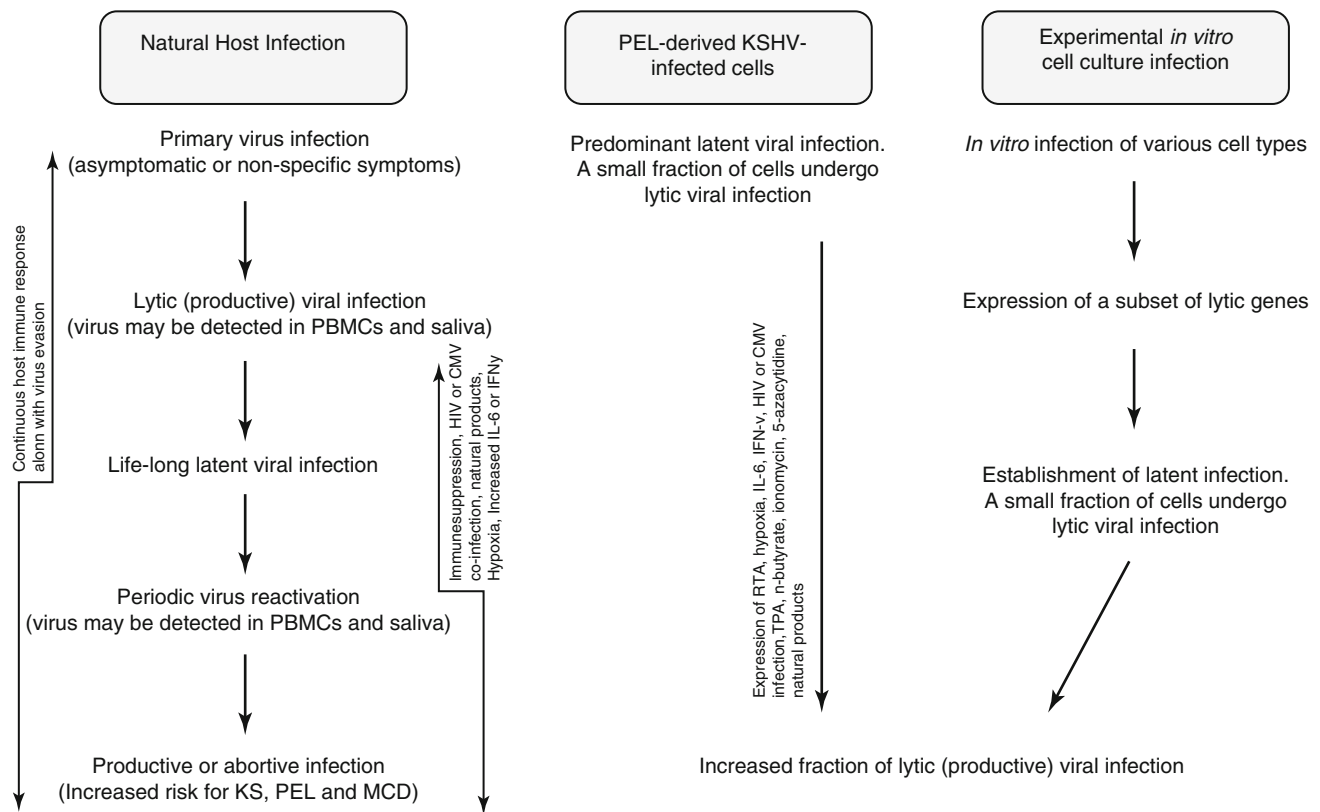 Natural Host Infection
Primary virus infection
(asymptomatic or non-specific symptoms)
Lytic (productive) viral infection
(virus may be detected in PBMCs and saliva)
Life-long latent viral infection
Periodic virus reactivation
(virus may be detected in PBMCs and saliva)
Productive or abortive infection
(Increased risk for KS, PEL and MCD)
Continuous host immune response
alonn with virus evasion
Immunesuppression, HIV or CMV
co-infection, natural products,
Hypoxia, Increased IL-6 or IFNy
PEL-derived KSHV-
infected cells
Predominant latent viral infection.
A small fraction of cells undergo
lytic viral infection
Expression of RTA, hypoxia, IL-6, IFN-v, HIV or CMV
infection,TPA, n-butyrate, ionomycin, 5-azacytidine,
natural products
Experimental in vitro
cell culture infection
In vitro infection of various cell types
Expression of a subset of lytic genes
Establishment of latent infection.
A small fraction of cells undergo
lytic viral infection
Increased fraction of lytic (productive) viral infection